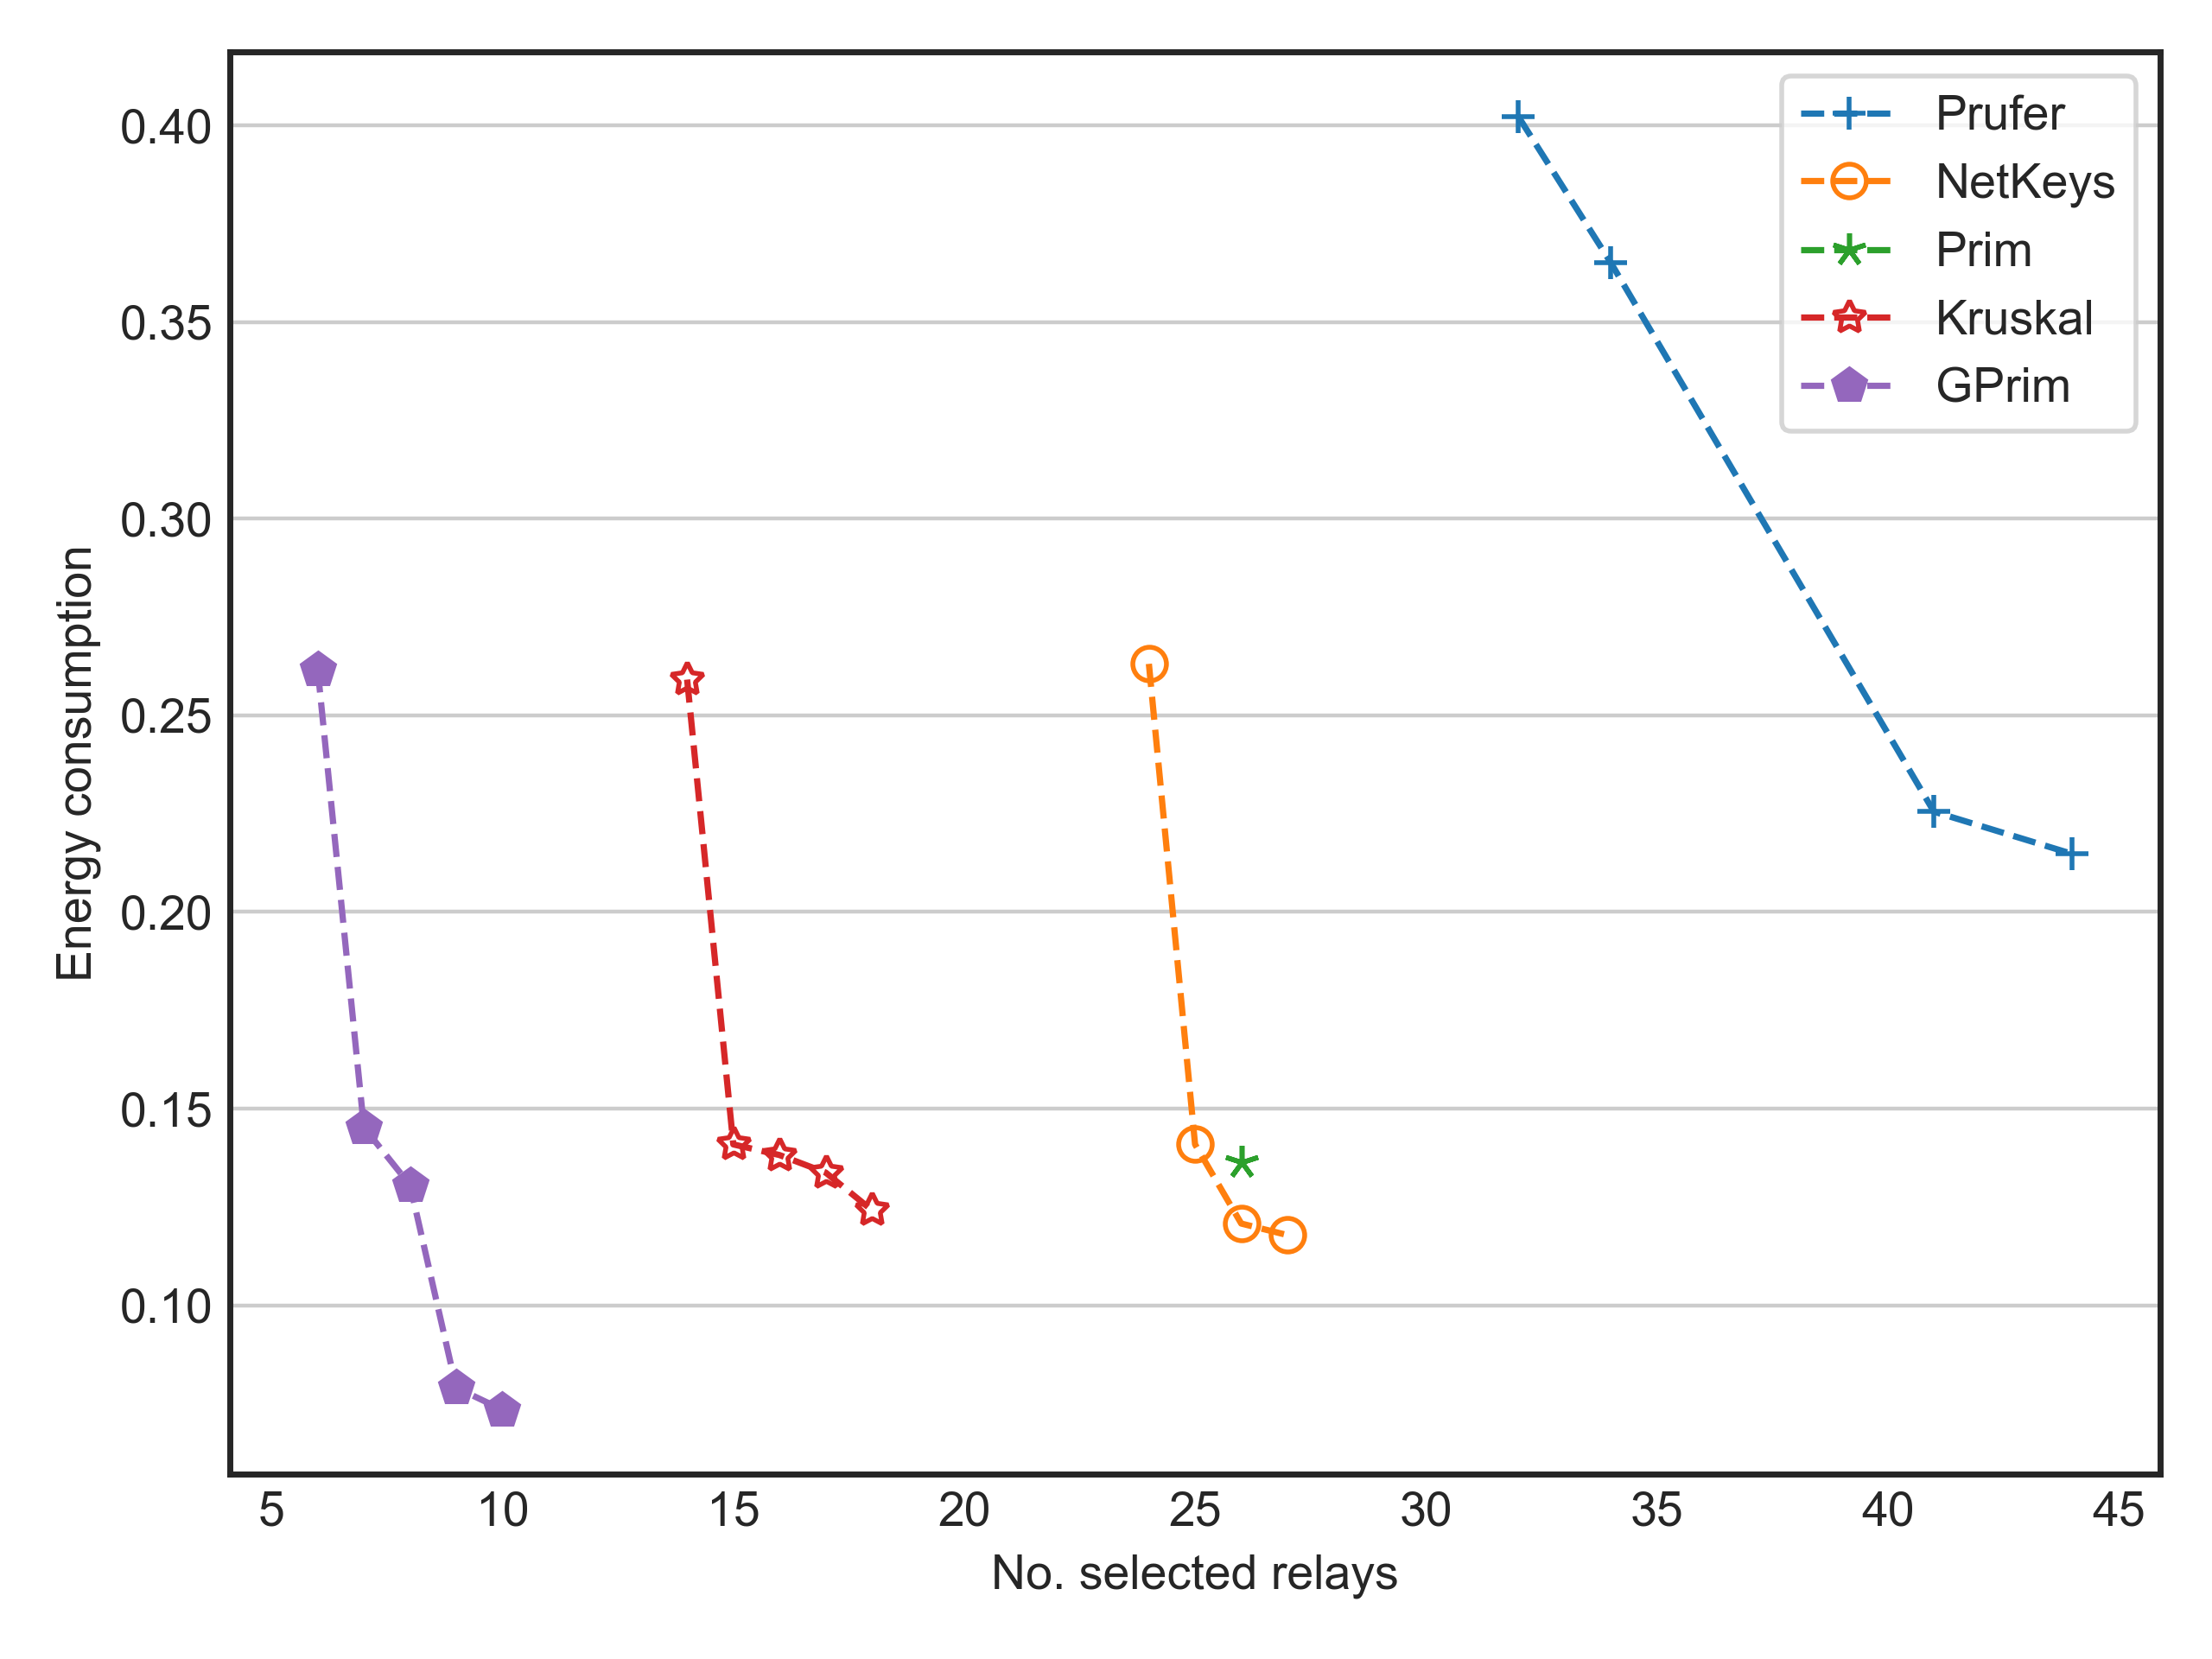 0.40
0.35
0.30
0.25
0.20
0.15
0.10
Energy consumption
5 10 15 20 25 30 35 40 45
No. selected relays
Prufer
NetKeys
Prim
Kruskal
GPrim